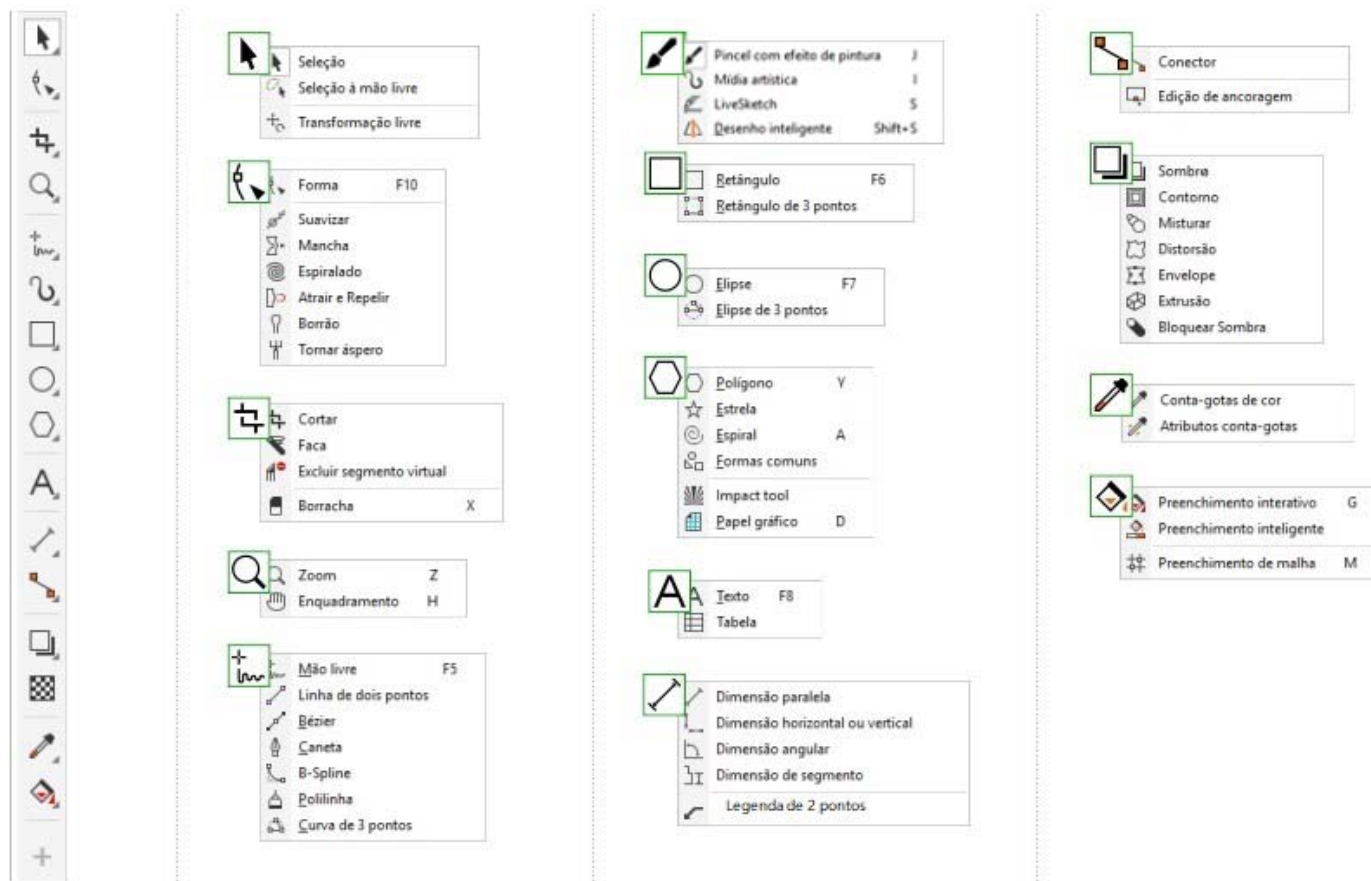 Seleção
Seleção à mão livre
Transformação livre
Forma F10
Suavizar
Mancha
Espiralado
Atrair e Repelir
Borrão
Tornar áspero
Cortar
Faca
Excluir segmento virtual
Borracha X
Zoom Z
Enquadramento H
Mão livre F5
Linha de dois pontos
Bézier
Caneta
B-Spline
Polilinha
Curva de 3 pontos
Pincel com efeito de pintura J
Mídia artística I
LiveSketch S
Desenho inteligente Shift+S
Retângulo F6
Retângulo de 3 pontos
Elipse F7
Elipse de 3 pontos
Polígono Y
Estrela
Espiral A
Formas comuns
Impact tool
Papel gráfico D
Texto F8
Tabela
Dimensão paralela
Dimensão horizontal ou vertical
Dimensão angular
Dimensão de segmento
Legenda de 2 pontos
Conector
Edição de ancoragem
Sombrø
Contorno
Misturar
Distorsão
Envelope
Extrusão
Bloquear Sombra
Conta-gotas de cor
Atributos conta-gotas
Preenchimento interativo G
Preenchimento inteligente
Preenchimento de malha M